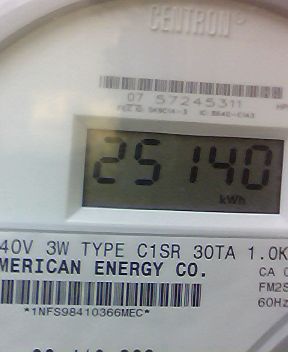 CENTRON®
07 57245311
25140
kWh
40V 3W TYPE C1SR 30TA 1.0K
MERICAN ENERGY CO.
CA 0
FM2S
60Hz
*1NFS98410366MEC*